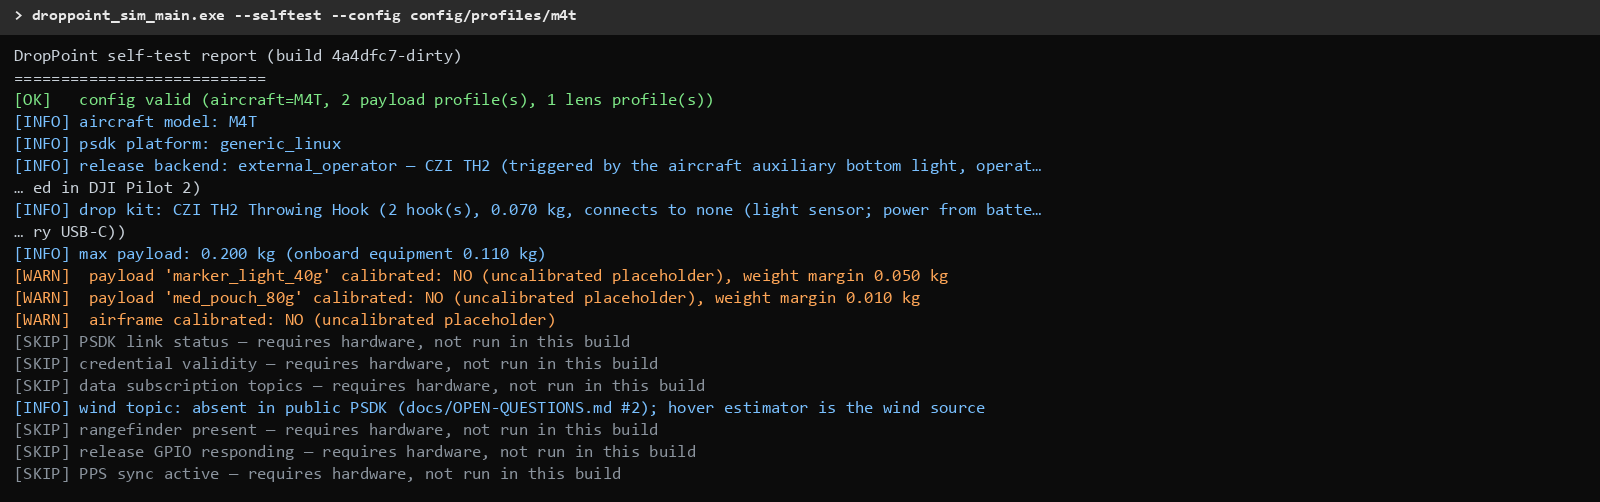 > droppoint_sim_main.exe --selftest --config config/profiles/m4t
DropPoint self-test report (build 4a4dfc7-dirty)
===========================
[OK]   config valid (aircraft=M4T, 2 payload profile(s), 1 lens profile(s))
[INFO] aircraft model: M4T
[INFO] psdk platform: generic_linux
[INFO] release backend: external_operator — CZI TH2 (triggered by the aircraft auxiliary bottom light, operat…
… ed in DJI Pilot 2)
[INFO] drop kit: CZI TH2 Throwing Hook (2 hook(s), 0.070 kg, connects to none (light sensor; power from batte…
… ry USB-C))
[INFO] max payload: 0.200 kg (onboard equipment 0.110 kg)
[WARN]  payload 'marker_light_40g' calibrated: NO (uncalibrated placeholder), weight margin 0.050 kg
[WARN]  payload 'med_pouch_80g' calibrated: NO (uncalibrated placeholder), weight margin 0.010 kg
[WARN]  airframe calibrated: NO (uncalibrated placeholder)
[SKIP] PSDK link status — requires hardware, not run in this build
[SKIP] credential validity — requires hardware, not run in this build
[SKIP] data subscription topics — requires hardware, not run in this build
[INFO] wind topic: absent in public PSDK (docs/OPEN-QUESTIONS.md #2); hover estimator is the wind source
[SKIP] rangefinder present — requires hardware, not run in this build
[SKIP] release GPIO responding — requires hardware, not run in this build
[SKIP] PPS sync active — requires hardware, not run in this build